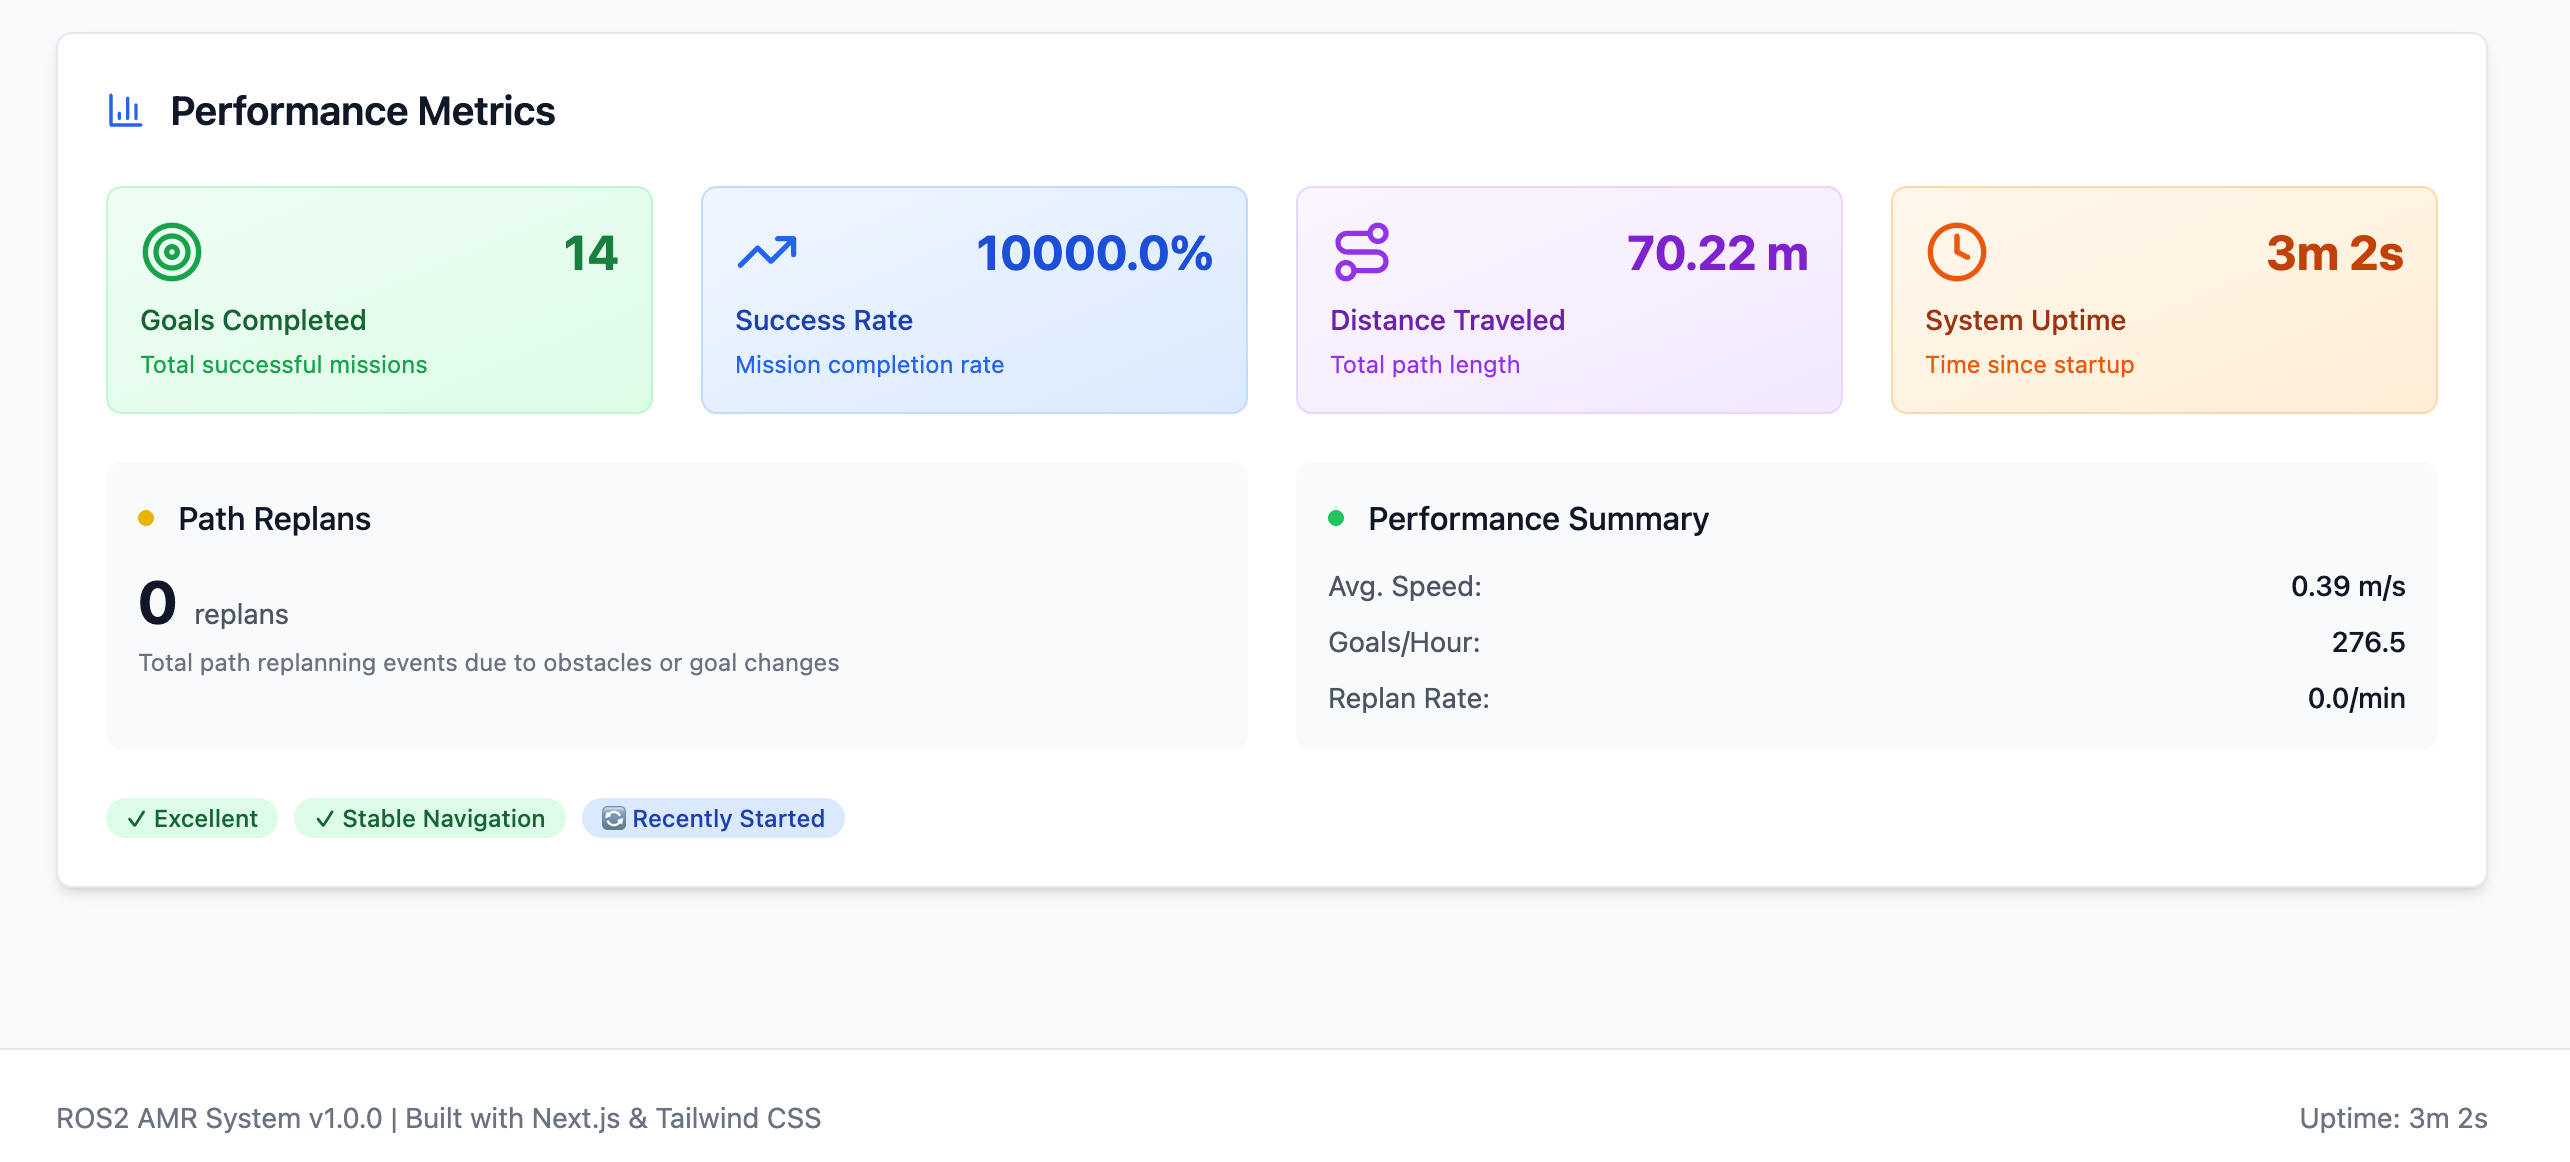 Performance Metrics
14
Goals Completed
Total successful missions
10000.0%
Success Rate
Mission completion rate
70.22 m
Distance Traveled
Total path length
3m 2s
System Uptime
Time since startup
Path Replans
0 replans
Total path replanning events due to obstacles or goal changes
Performance Summary
Avg. Speed: 0.39 m/s
Goals/Hour: 276.5
Replan Rate: 0.0/min
✓ Excellent
✓ Stable Navigation
🔄 Recently Started
ROS2 AMR System v1.0.0 | Built with Next.js & Tailwind CSS
Uptime: 3m 2s